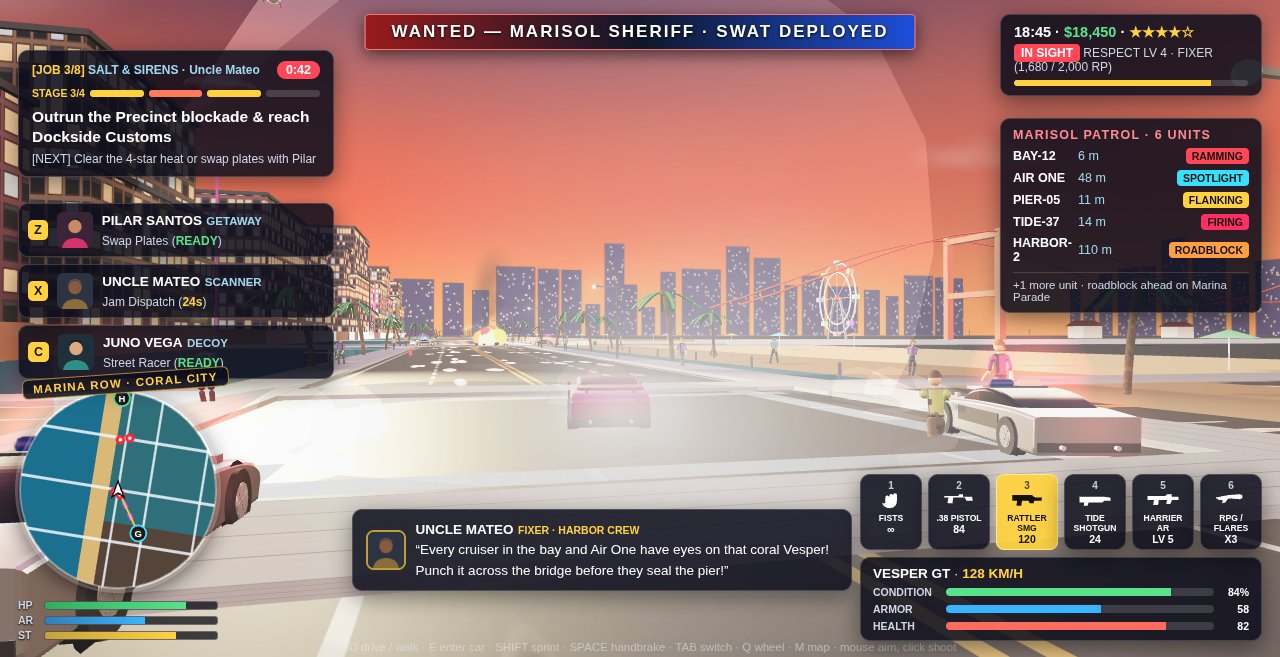 WANTED — MARISOL SHERIFF · SWAT DEPLOYED
[JOB 3/8] SALT & SIRENS · Uncle Mateo 0:42
STAGE 3/4
Outrun the Precinct blockade & reach
Dockside Customs
[NEXT] Clear the 4-star heat or swap plates with Pilar
Z PILAR SANTOS GETAWAY
Swap Plates (READY)
X UNCLE MATEO SCANNER
Jam Dispatch (24s)
C JUNO VEGA DECOY
Street Racer (READY)
MARINA ROW · CORAL CITY
H
G
HP
AR
ST
18:45 · $18,450 · ★★★★☆
IN SIGHT RESPECT LV 4 · FIXER
(1,680 / 2,000 RP)
MARISOL PATROL · 6 UNITS
BAY-12 6 m RAMMING
AIR ONE 48 m SPOTLIGHT
PIER-05 11 m FLANKING
TIDE-37 14 m FIRING
HARBOR-
2 110 m ROADBLOCK
+1 more unit · roadblock ahead on Marina
Parade
UNCLE MATEO FIXER · HARBOR CREW
“Every cruiser in the bay and Air One have eyes on that coral Vesper!
Punch it across the bridge before they seal the pier!”
1 2 3 4 5 6
FISTS .38 PISTOL RATTLER TIDE HARRIER RPG /
SMG SHOTGUN AR FLARES
∞ 84 120 24 LV 5 X3
VESPER GT · 128 KM/H
CONDITION 84%
ARMOR 58
HEALTH 82
drive / walk · E enter car · SHIFT sprint · SPACE handbrake · TAB switch · Q wheel · M map · mouse aim, click shoot